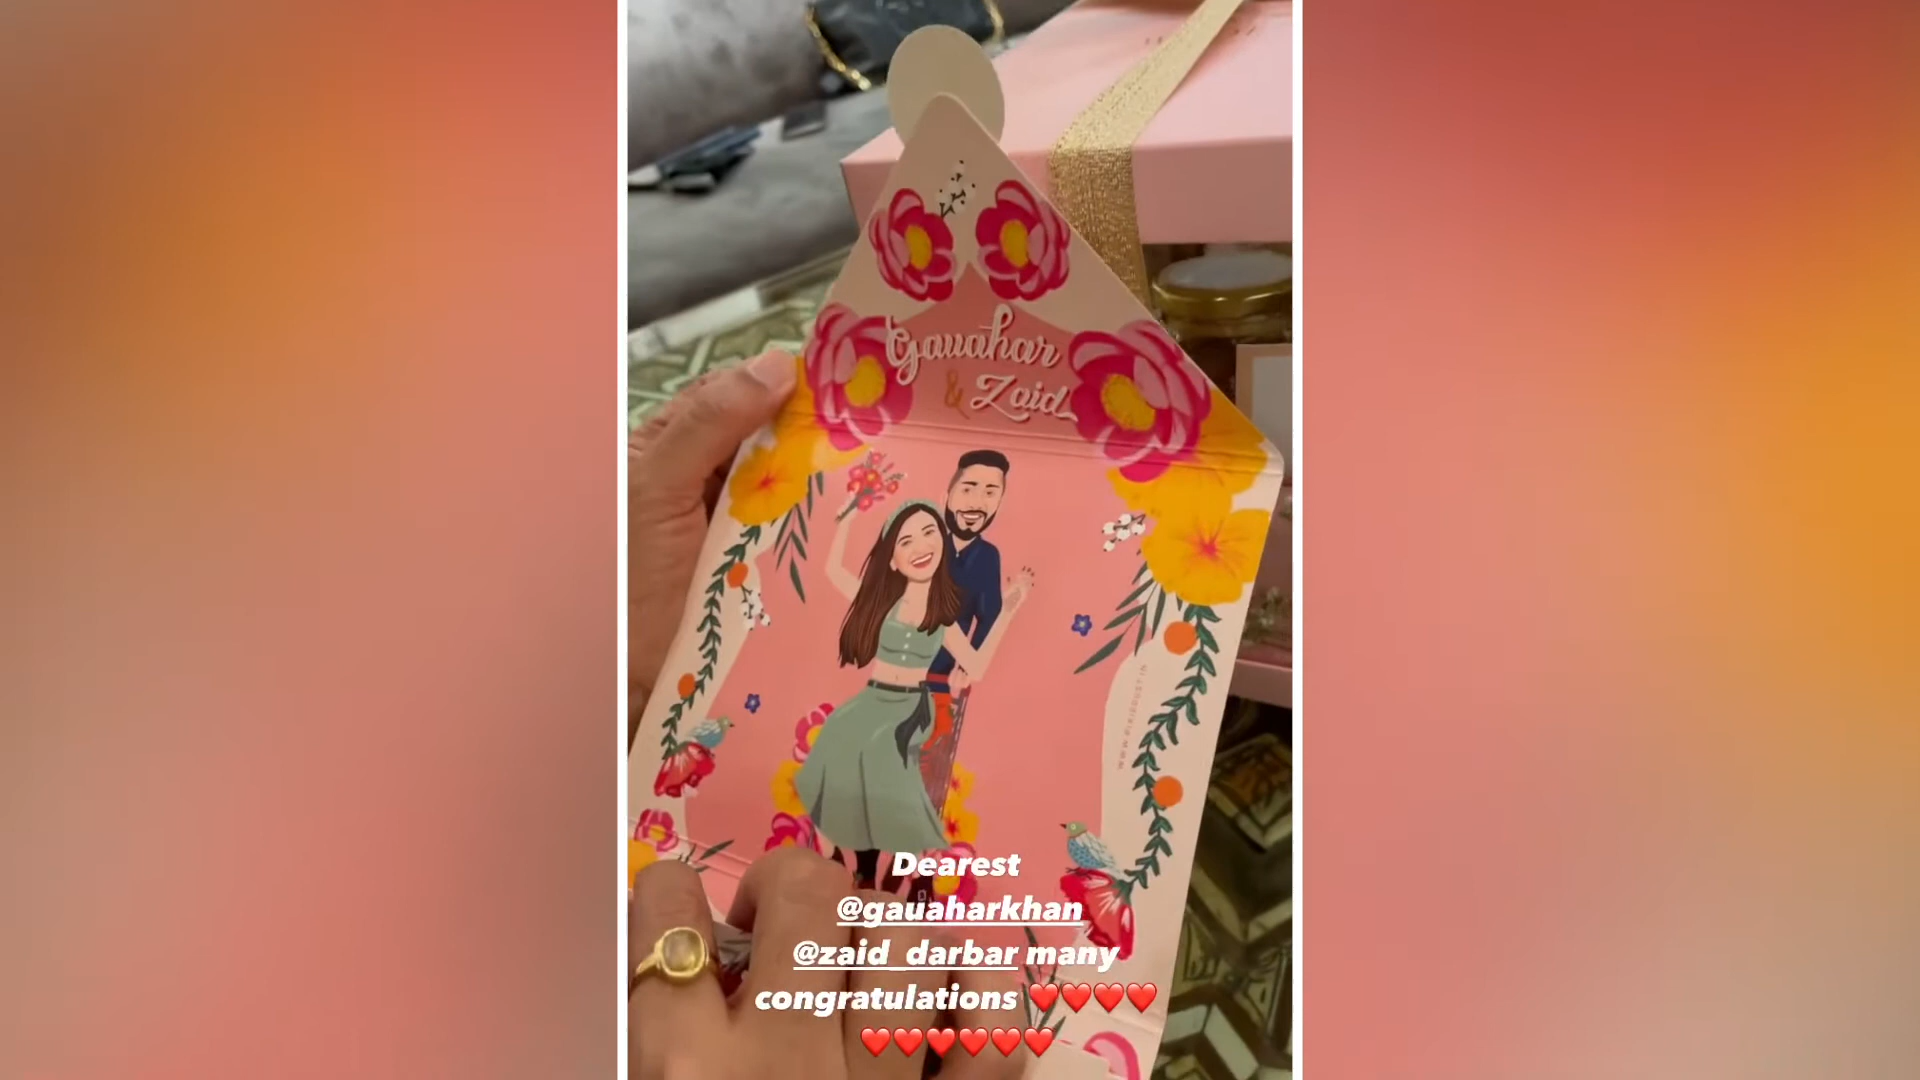 Gauahar
& Zaid
Dearest
@gauaharkhan
@zaid_darbar many
congratulations ❤️❤️❤️❤️
❤️❤️❤️❤️❤️❤️